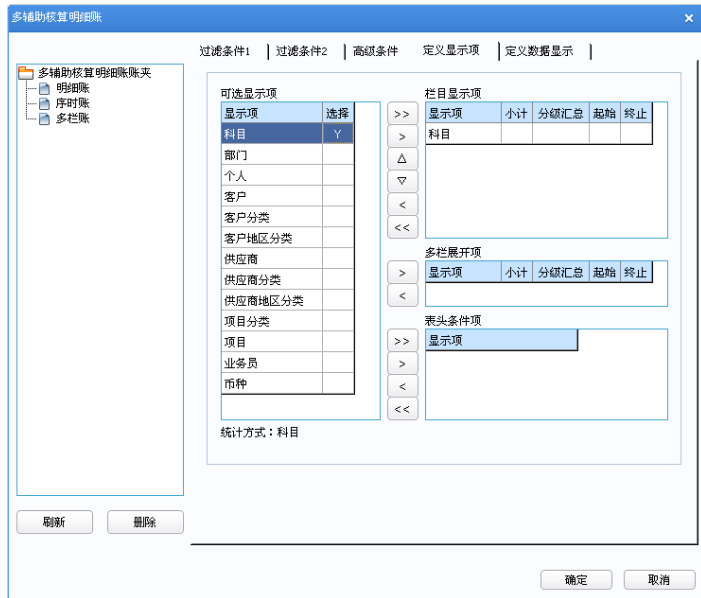 多辅助核算明细账
过滤条件1 过滤条件2 高级条件 定义显示项 定义数据显示
多辅助核算明细账账夹
明细账
序时账
多栏账
刷新 删除
可选显示项
显示项 选择
科目 Y
部门
个人
客户
客户分类
客户地区分类
供应商
供应商分类
供应商地区分类
项目分类
项目
业务员
币种
统计方式：科目
>>
>
△
▽
<
<<
>
<
>>
>
<
<<
栏目显示项
显示项 小计 分级汇总 起始 终止
科目
多栏展开项
显示项 小计 分级汇总 起始 终止
表头条件项
显示项
确定 取消